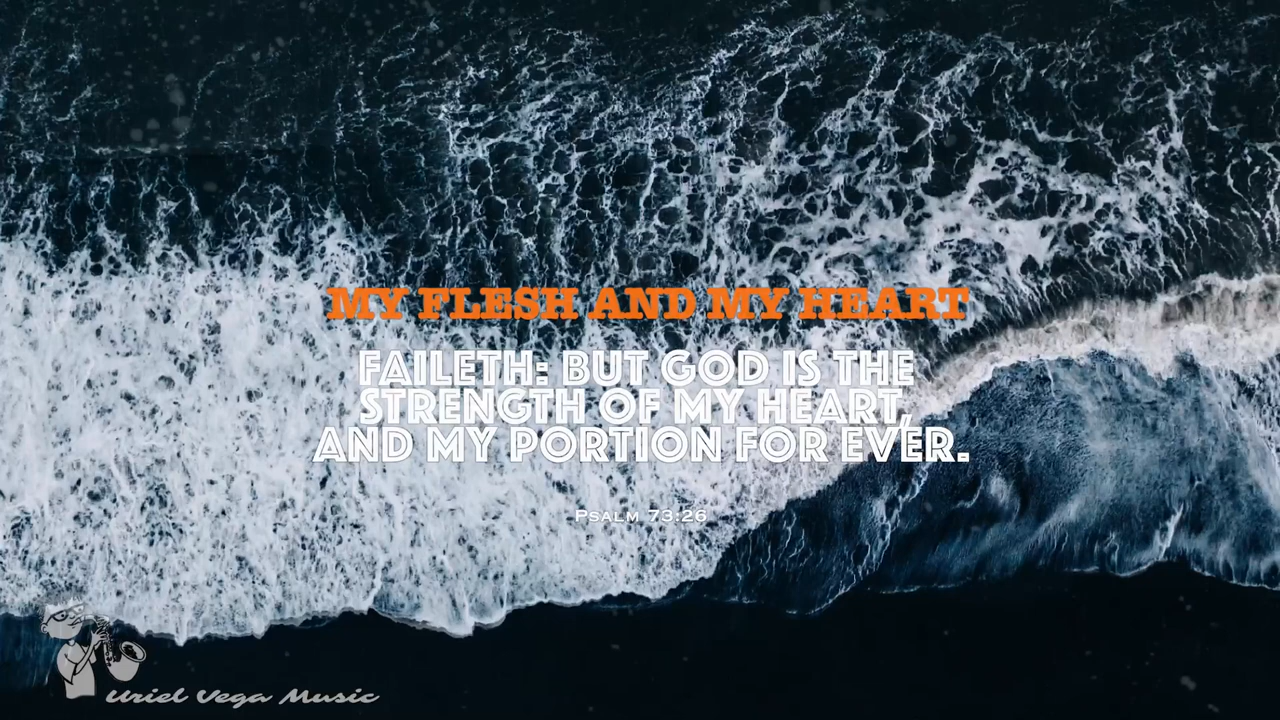 MY FLESH AND MY HEART
FAILETH: BUT GOD IS THE
STRENGTH OF MY HEART,
AND MY PORTION FOR EVER.
Psalm 73:26
Uriel Vega Music